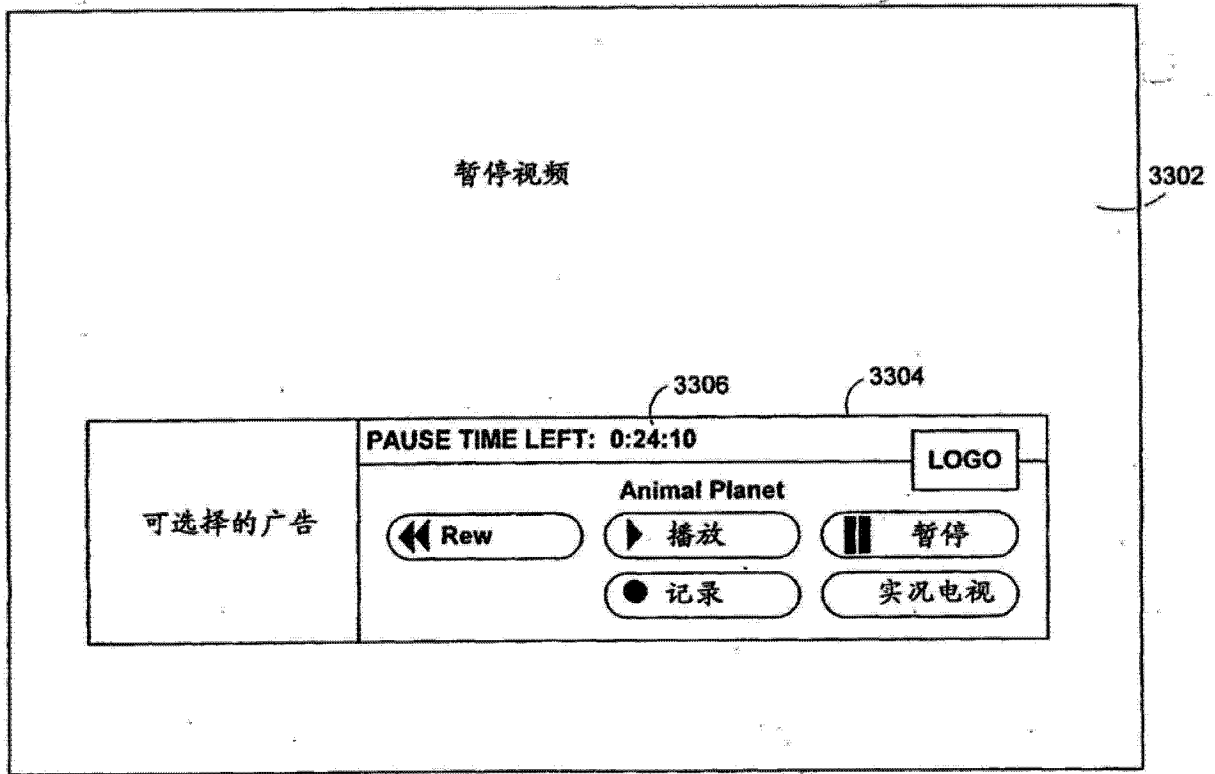 暂停视频
3302
3306
3304
PAUSE TIME LEFT: 0:24:10
LOGO
Animal Planet
可选择的广告
Rew
播放
暂停
记录
实况电视